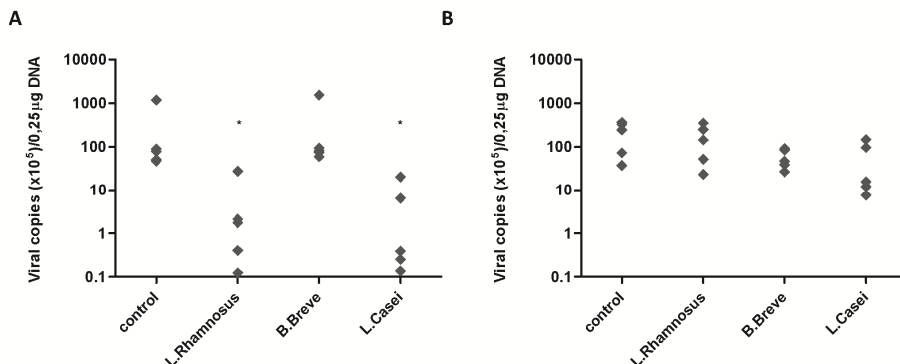 A
B
Viral copies (x10⁵)/0,25µg DNA
10000
1000
100
10
1
0.1
*
*
control
L.Rhamnosus
B.Breve
L.Casei
Viral copies (x10⁵)/0,25µg DNA
10000
1000
100
10
1
0.1
control
L.Rhamnosus
B.Breve
L.Casei